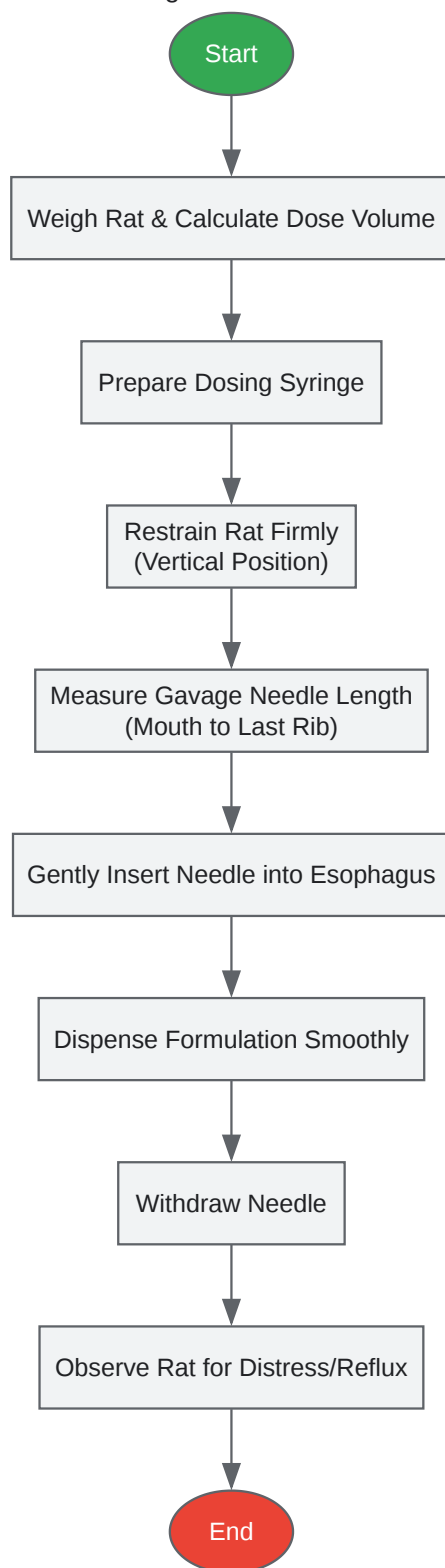 Start
Weigh Rat & Calculate Dose Volume
Prepare Dosing Syringe
Restrain Rat Firmly
(Vertical Position)
Measure Gavage Needle Length
(Mouth to Last Rib)
Gently Insert Needle into Esophagus
Dispense Formulation Smoothly
Withdraw Needle
Observe Rat for Distress/Reflux
End